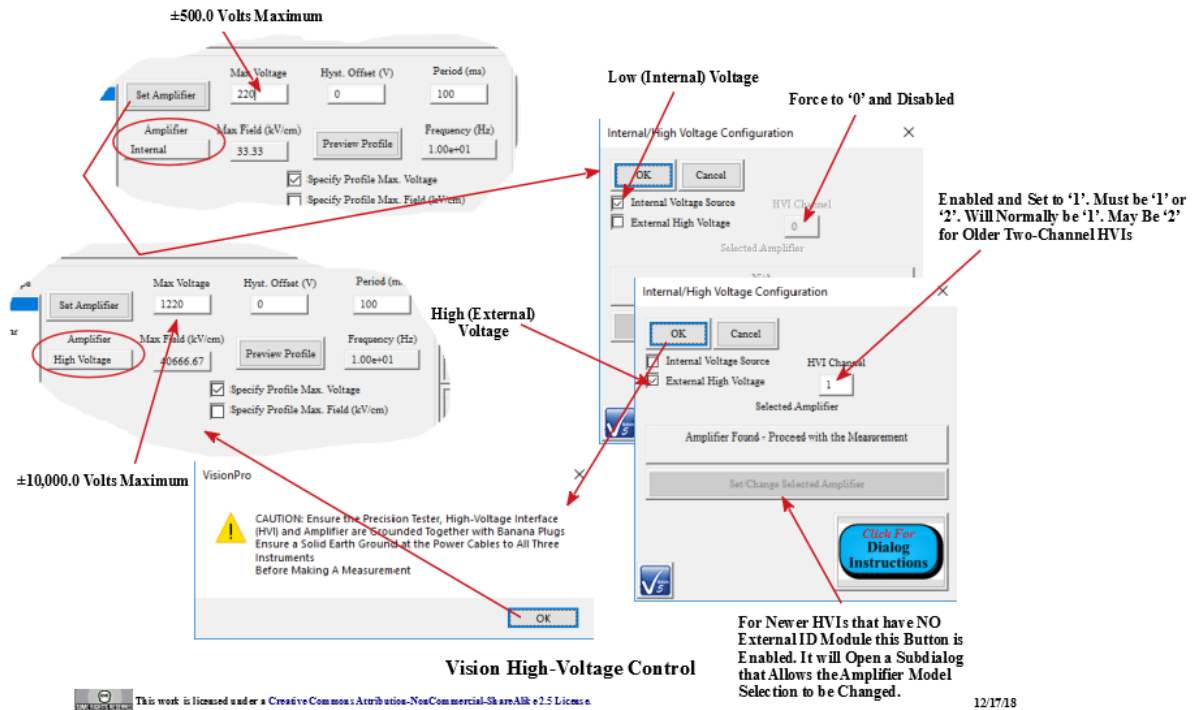 ±500.0 Volts Maximum
Max Voltage
Hyst. Offset (V)
Period (ms)
Set Amplifier
220
0
100
Amplifier
Max Field (kV/cm)
Preview Profile
Frequency (Hz)
Internal
33.33
1.00e+01
Specify Profile Max. Voltage
Specify Profile Max. Field (kV/cm)
Low (Internal) Voltage
Force to ‘0’ and Disabled
Internal/High Voltage Configuration
OK
Cancel
Internal Voltage Source
HVI Channel
External High Voltage
0
Selected Amplifier
N/A
Enabled and Set to ‘1’. Must be ‘1’ or
‘2’. Will Normally be ‘1’. May Be ‘2’
for Older Two-Channel HVIs
Max Voltage
Hyst. Offset (V)
Period (m
Set Amplifier
1220
0
100
Amplifier
Max Field (kV/cm)
Preview Profile
Frequency (Hz)
High Voltage
40666.67
1.00e+01
Specify Profile Max. Voltage
Specify Profile Max. Field (kV/cm)
High (External)
Voltage
Internal/High Voltage Configuration
OK
Cancel
Internal Voltage Source
HVI Channel
External High Voltage
1
Selected Amplifier
Amplifier Found - Proceed with the Measurement
Set/Change Selected Amplifier
Click For
Dialog
Instructions
±10,000.0 Volts Maximum
VisionPro
CAUTION: Ensure the Precision Tester, High-Voltage Interface
(HVI) and Amplifier are Grounded Together with Banana Plugs
Ensure a Solid Earth Ground at the Power Cables to All Three
Instruments
Before Making A Measurement
OK
For Newer HVIs that have NO
External ID Module this Button is
Enabled. It will Open a Subdialog
that Allows the Amplifier Model
Selection to be Changed.
Vision High-Voltage Control
This work is licensed under a Creative Commons Attribution-NonCommercial-ShareAlike 2.5 License.
12/17/18